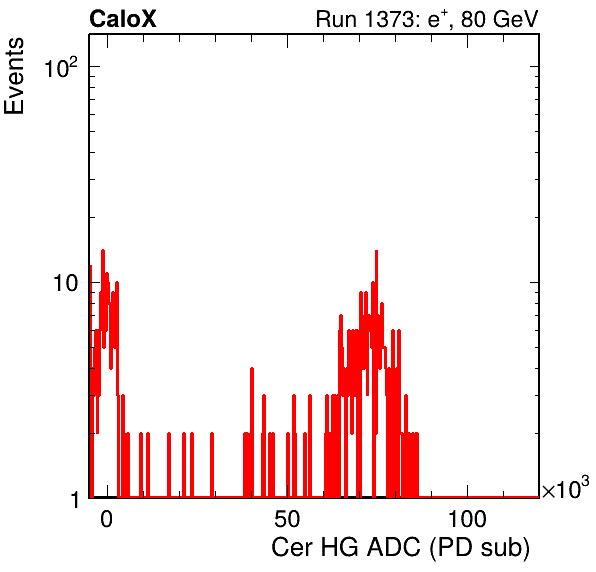 CaloX Run 1373: e⁺, 80 GeV
Events
10²
10
1
0 50 100 ×10³
Cer HG ADC (PD sub)